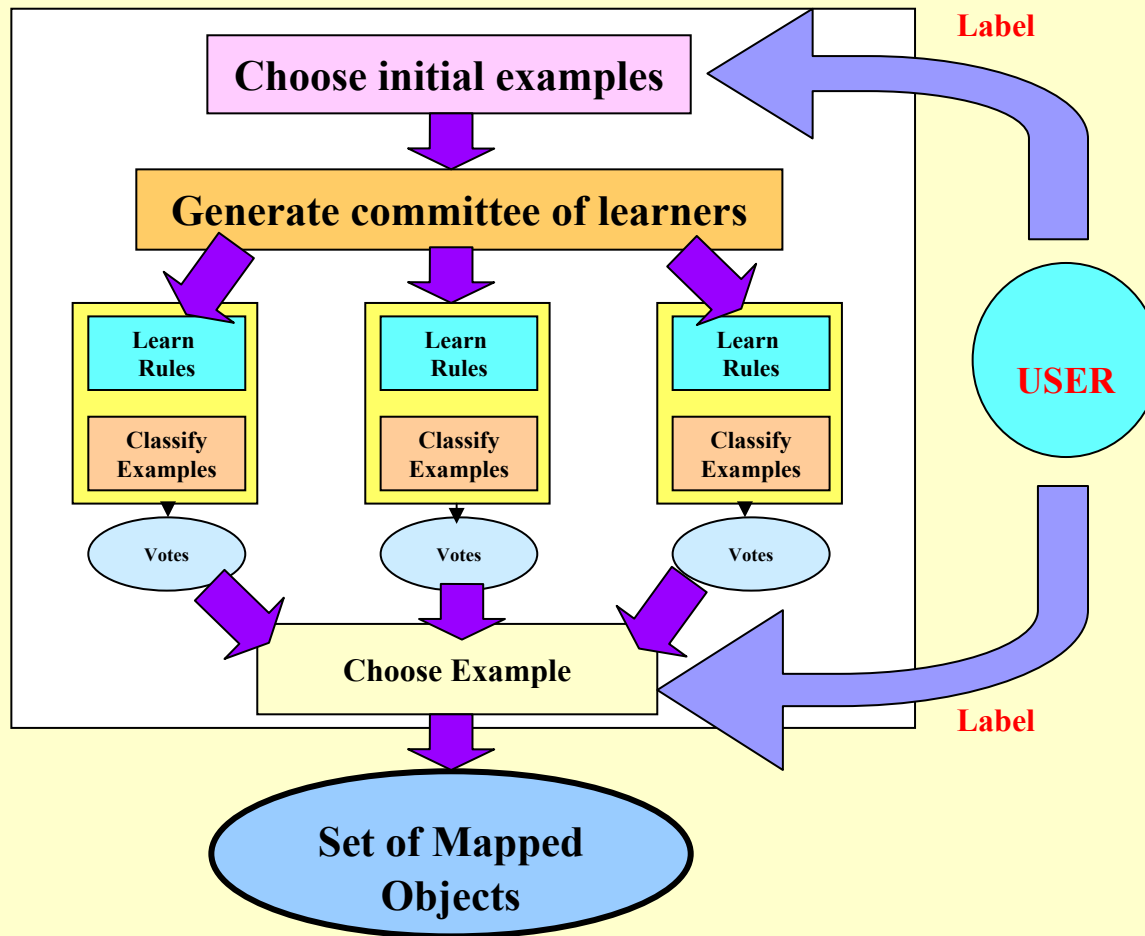 Label
Choose initial examples
Generate committee of learners
Learn
Rules
Learn
Rules
Learn
Rules
USER
Classify
Examples
Classify
Examples
Classify
Examples
Votes
Votes
Votes
Choose Example
Label
Set of Mapped
Objects